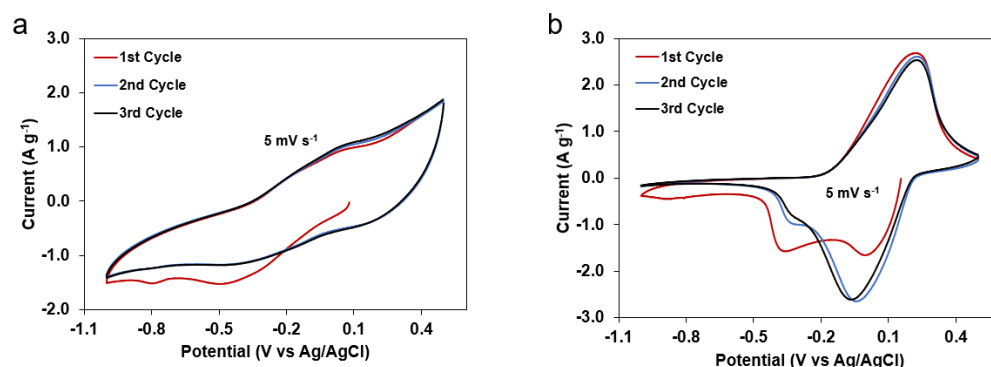 a
3.0
2.0
1.0
0.0
-1.0
-2.0
Current (A g-1)
1st Cycle
2nd Cycle
3rd Cycle
5 mV s-1
-1.1 -0.8 -0.5 -0.2 0.1 0.4
Potential (V vs Ag/AgCl)
b
3.0
2.0
1.0
0.0
-1.0
-2.0
-3.0
Current (A g-1)
1st Cycle
2nd Cycle
3rd Cycle
5 mV s-1
-1.1 -0.8 -0.5 -0.2 0.1 0.4
Potential (V vs Ag/AgCl)